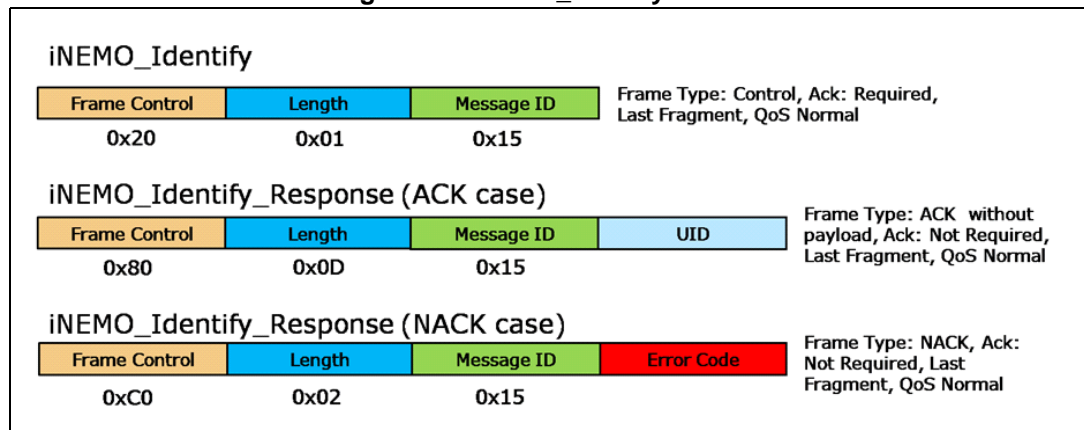 iNEMO_Identify
Frame Control Length Message ID
0x20 0x01 0x15
Frame Type: Control, Ack: Required,
Last Fragment, QoS Normal
iNEMO_Identify_Response (ACK case)
Frame Control Length Message ID UID
0x80 0x0D 0x15
Frame Type: ACK without
payload, Ack: Not Required,
Last Fragment, QoS Normal
iNEMO_Identify_Response (NACK case)
Frame Control Length Message ID Error Code
0xC0 0x02 0x15
Frame Type: NACK, Ack:
Not Required, Last
Fragment, QoS Normal